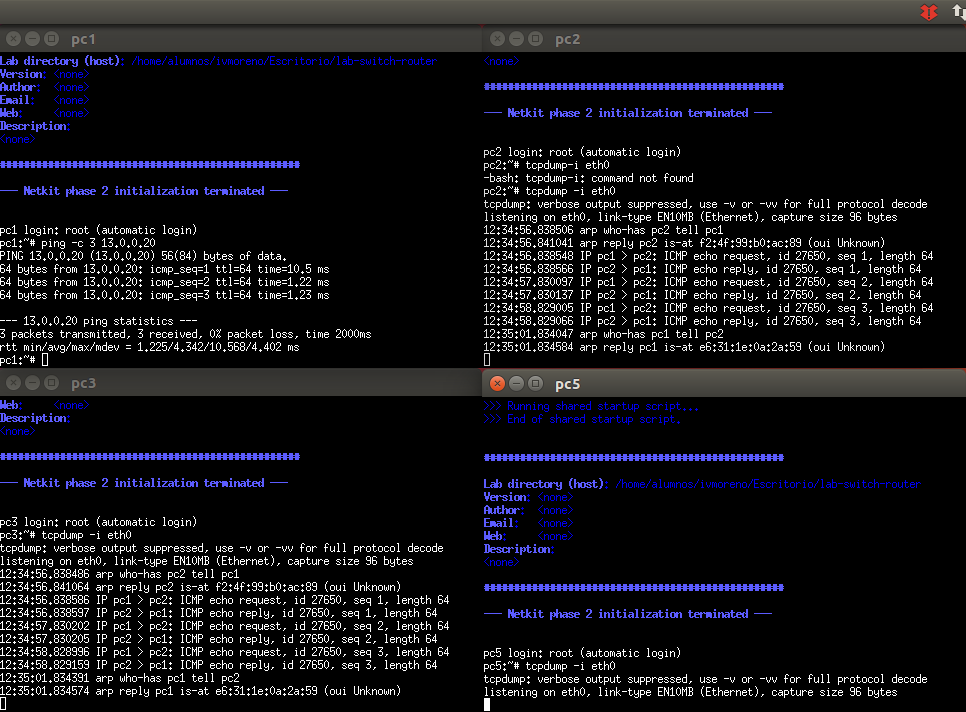 pc1
Lab directory (host): /home/alumnos/ivmoreno/Escritorio/lab-switch-router
Version: <none>
Author: <none>
Email: <none>
Web: <none>
Description:
<none>
##################################################
--- Netkit phase 2 initialization terminated ---
pc1 login: root (automatic login)
pc1:~# ping -c 3 13.0.0.20
PING 13.0.0.20 (13.0.0.20) 56(84) bytes of data.
64 bytes from 13.0.0.20: icmp_seq=1 ttl=64 time=10.5 ms
64 bytes from 13.0.0.20: icmp_seq=2 ttl=64 time=1.22 ms
64 bytes from 13.0.0.20: icmp_seq=3 ttl=64 time=1.23 ms
--- 13.0.0.20 ping statistics ---
3 packets transmitted, 3 received, 0% packet loss, time 2000ms
rtt min/avg/max/mdev = 1.225/4.342/10.568/4.402 ms
pc1:~#
pc2
<none>
##################################################
--- Netkit phase 2 initialization terminated ---
pc2 login: root (automatic login)
pc2:~# tcpdump-i eth0
-bash: tcpdump-i: command not found
pc2:~# tcpdump -i eth0
tcpdump: verbose output suppressed, use -v or -vv for full protocol decode
listening on eth0, link-type EN10MB (Ethernet), capture size 96 bytes
12:34:56.838506 arp who-has pc2 tell pc1
12:34:56.841041 arp reply pc2 is-at f2:4f:99:b0:ac:89 (oui Unknown)
12:34:56.838548 IP pc1 > pc2: ICMP echo request, id 27650, seq 1, length 64
12:34:56.838566 IP pc2 > pc1: ICMP echo reply, id 27650, seq 1, length 64
12:34:57.830097 IP pc1 > pc2: ICMP echo request, id 27650, seq 2, length 64
12:34:57.830137 IP pc2 > pc1: ICMP echo reply, id 27650, seq 2, length 64
12:34:58.829005 IP pc1 > pc2: ICMP echo request, id 27650, seq 3, length 64
12:34:58.829066 IP pc2 > pc1: ICMP echo reply, id 27650, seq 3, length 64
12:35:01.834047 arp who-has pc1 tell pc2
12:35:01.834584 arp reply pc1 is-at e6:31:1e:0a:2a:59 (oui Unknown)
pc3
Web: <none>
Description:
<none>
##################################################
--- Netkit phase 2 initialization terminated ---
pc3 login: root (automatic login)
pc3:~# tcpdump -i eth0
tcpdump: verbose output suppressed, use -v or -vv for full protocol decode
listening on eth0, link-type EN10MB (Ethernet), capture size 96 bytes
12:34:56.838486 arp who-has pc2 tell pc1
12:34:56.841064 arp reply pc2 is-at f2:4f:99:b0:ac:89 (oui Unknown)
12:34:56.838586 IP pc1 > pc2: ICMP echo request, id 27650, seq 1, length 64
12:34:56.838597 IP pc2 > pc1: ICMP echo reply, id 27650, seq 1, length 64
12:34:57.830202 IP pc1 > pc2: ICMP echo request, id 27650, seq 2, length 64
12:34:57.830205 IP pc2 > pc1: ICMP echo reply, id 27650, seq 2, length 64
12:34:58.828996 IP pc1 > pc2: ICMP echo request, id 27650, seq 3, length 64
12:34:58.829159 IP pc2 > pc1: ICMP echo reply, id 27650, seq 3, length 64
12:35:01.834391 arp who-has pc1 tell pc2
12:35:01.834574 arp reply pc1 is-at e6:31:1e:0a:2a:59 (oui Unknown)
pc5
>>> Running shared startup script...
>>> End of shared startup script.
##################################################
Lab directory (host): /home/alumnos/ivmoreno/Escritorio/lab-switch-router
Version: <none>
Author: <none>
Email: <none>
Web: <none>
Description:
<none>
##################################################
--- Netkit phase 2 initialization terminated ---
pc5 login: root (automatic login)
pc5:~# tcpdump -i eth0
tcpdump: verbose output suppressed, use -v or -vv for full protocol decode
listening on eth0, link-type EN10MB (Ethernet), capture size 96 bytes